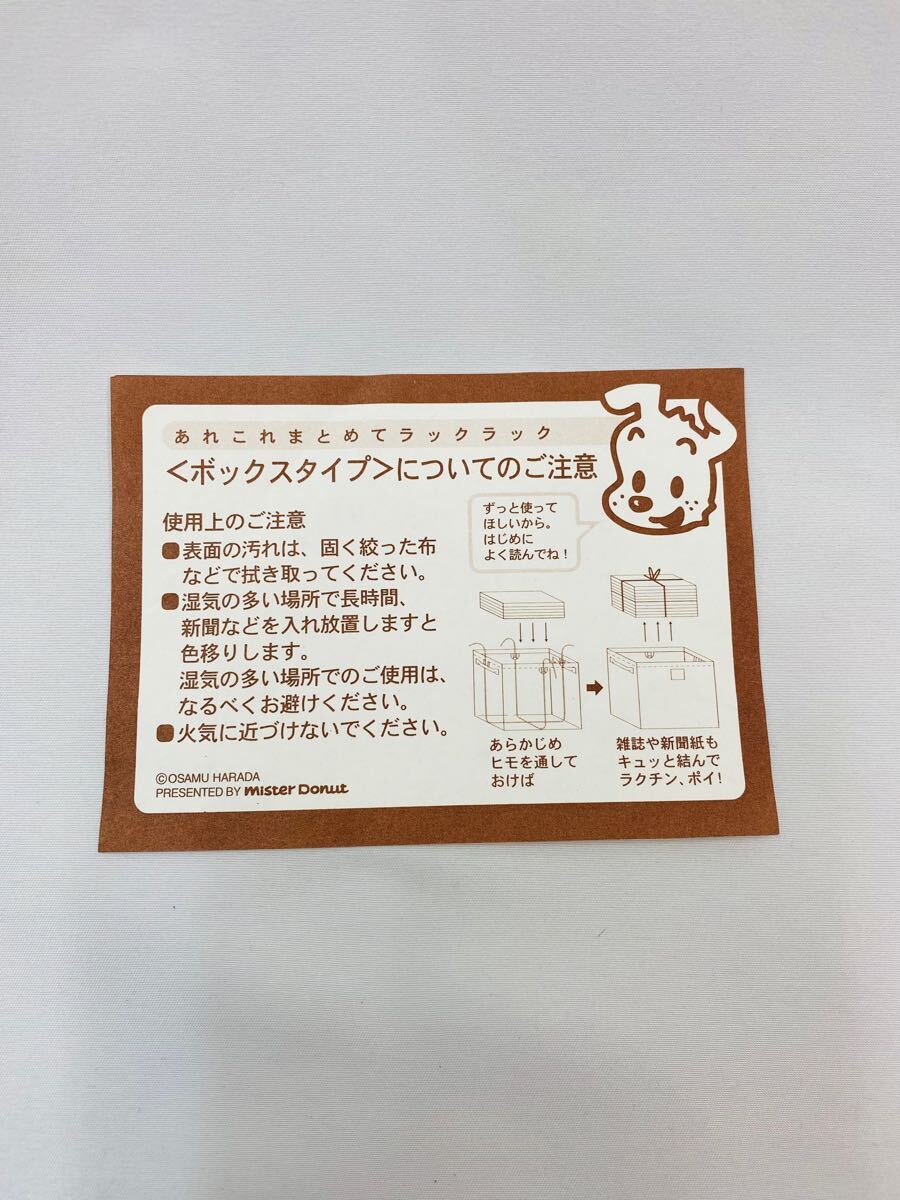 あれこれまとめてラックラック
<ボックスタイプ>についてのご注意
使用上のご注意
■表面の汚れは、固く絞った布
などで拭き取ってください。
■湿気の多い場所で長時間、
新聞などを入れ放置しますと
色移りします。
湿気の多い場所でのご使用は、
なるべくお避けください。
■火気に近づけないでください。
©OSAMU HARADA
PRESENTED BY mister Donut
ずっと使って
ほしいから。
はじめに
よく読んでね!
あらかじめ
ヒモを通して
おけば
雑誌や新聞紙も
キュッと結んで
ラクチン、ポイ!